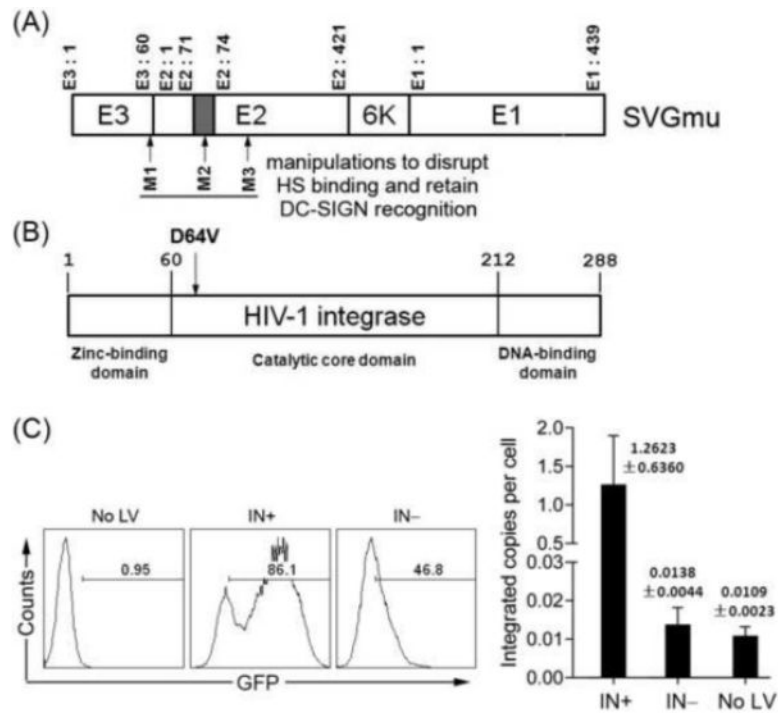 (A)
E3 : 1
E3 : 60
E2 : 1
E2 : 71
E2 : 74
E2 : 421
E1 : 1
E1 : 439
E3 E2 6K E1 SVGmu
M1 M2 M3
manipulations to disrupt
HS binding and retain
DC-SIGN recognition
(B)
D64V
1 60 212 288
HIV-1 integrase
Zinc-binding
domain
Catalytic core domain
DNA-binding
domain
(C)
No LV IN+ IN−
0.95 86.1 46.8
Counts
GFP
Integrated copies per cell
2.0
1.5
1.0
0.5
0.03
0.02
0.01
0.00
1.2623
±0.6360
0.0138
±0.0044
0.0109
±0.0023
IN+ IN− No LV